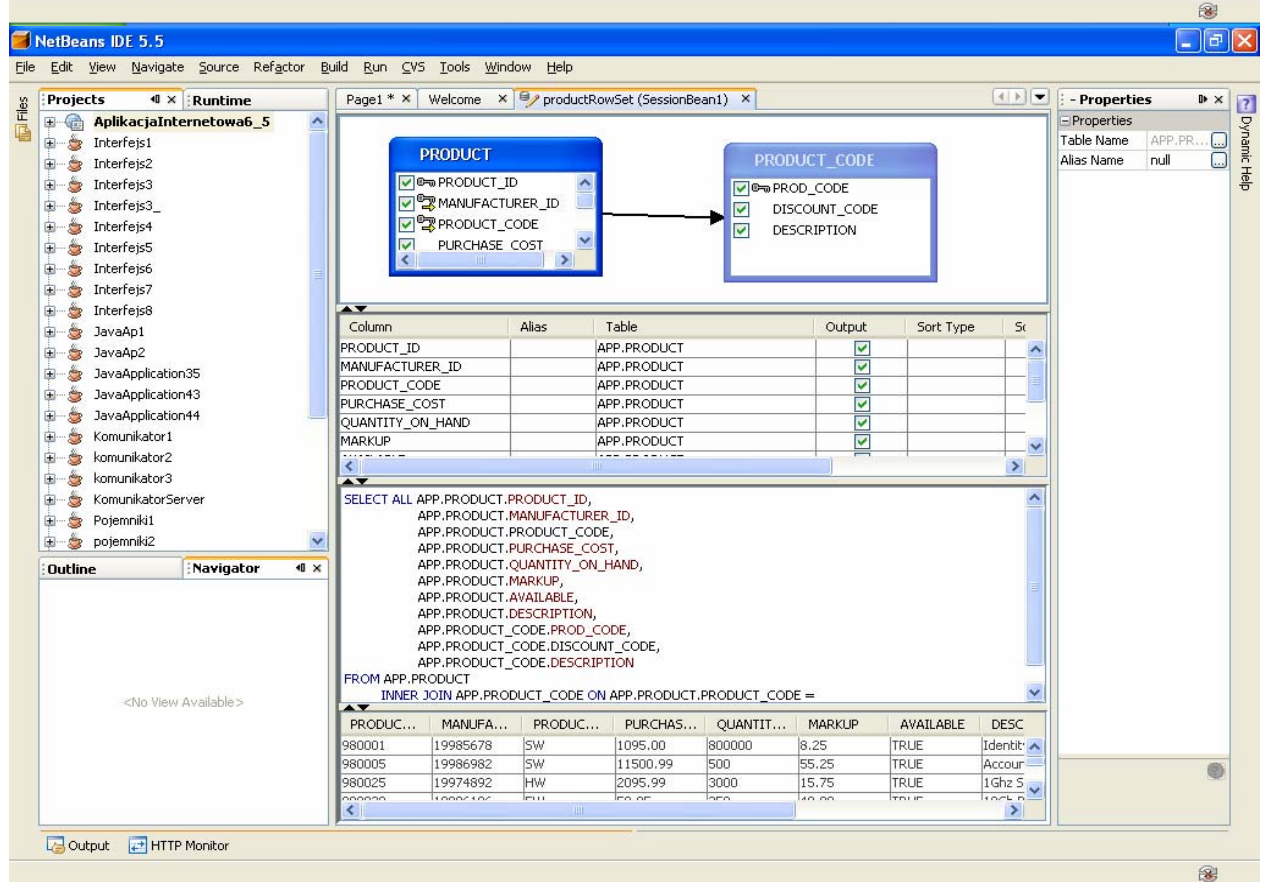 NetBeans IDE 5.5
File Edit View Navigate Source Refactor Build Run CVS Tools Window Help
Files
Projects Runtime
AplikacjaInternetowa6_5
Interfejs1
Interfejs2
Interfejs3
Interfejs3_
Interfejs4
Interfejs5
Interfejs6
Interfejs7
Interfejs8
JavaAp1
JavaAp2
JavaApplication35
JavaApplication43
JavaApplication44
Komunikator1
komunikator2
komunikator3
KomunikatorServer
Pojemniki1
pojemniki2
Outline Navigator
<No View Available>
Page1 * Welcome productRowSet (SessionBean1)
PRODUCT
PRODUCT_ID
MANUFACTURER_ID
PRODUCT_CODE
PURCHASE_COST
PRODUCT_CODE
PROD_CODE
DISCOUNT_CODE
DESCRIPTION
Column Alias Table Output Sort Type
PRODUCT_ID APP.PRODUCT
MANUFACTURER_ID APP.PRODUCT
PRODUCT_CODE APP.PRODUCT
PURCHASE_COST APP.PRODUCT
QUANTITY_ON_HAND APP.PRODUCT
MARKUP APP.PRODUCT
SELECT ALL APP.PRODUCT.PRODUCT_ID,
APP.PRODUCT.MANUFACTURER_ID,
APP.PRODUCT.PRODUCT_CODE,
APP.PRODUCT.PURCHASE_COST,
APP.PRODUCT.QUANTITY_ON_HAND,
APP.PRODUCT.MARKUP,
APP.PRODUCT.AVAILABLE,
APP.PRODUCT.DESCRIPTION,
APP.PRODUCT_CODE.PROD_CODE,
APP.PRODUCT_CODE.DISCOUNT_CODE,
APP.PRODUCT_CODE.DESCRIPTION
FROM APP.PRODUCT
INNER JOIN APP.PRODUCT_CODE ON APP.PRODUCT.PRODUCT_CODE =
PRODUC... MANUFA... PRODUC... PURCHAS... QUANTIT... MARKUP AVAILABLE DESC
980001 19985678 SW 1095.00 800000 8.25 TRUE Identit
980005 19986982 SW 11500.99 500 55.25 TRUE Accour
980025 19974892 HW 2095.99 3000 15.75 TRUE 1Ghz S
- Properties
Properties
Table Name APP.PR... ...
Alias Name null ...
Dynamic Help
Output HTTP Monitor